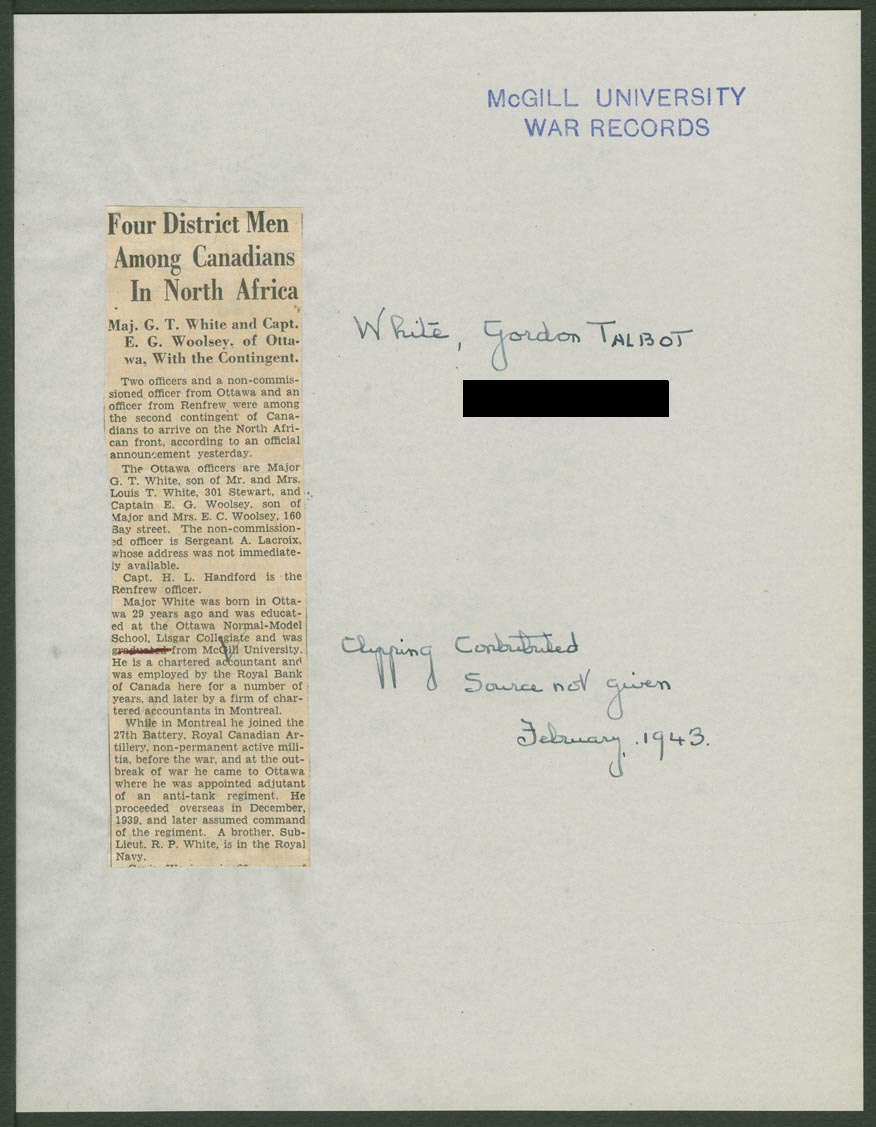 McGILL UNIVERSITY
WAR RECORDS
Four District Men
Among Canadians
In North Africa
Maj. G. T. White and Capt.
E. G. Woolsey, of Otta-
wa, With the Contingent.
Two officers and a non-commis-
sioned officer from Ottawa and an
officer from Renfrew were among
the second contingent of Cana-
dians to arrive on the North Afri-
can front, according to an official
announcement yesterday.
The Ottawa officers are Major
G. T. White, son of Mr. and Mrs.
Louis T. White, 301 Stewart, and
Captain E. G. Woolsey, son of
Major and Mrs. E. C. Woolsey, 160
Bay street. The non-commission-
ed officer is Sergeant A. Lacroix,
whose address was not immediate-
ly available.
Capt. H. L. Handford is the
Renfrew officer.
Major White was born in Otta-
wa 29 years ago and was educat-
ed at the Ottawa Normal-Model
School, Lisgar Collegiate and was
graduated from McGill University.
He is a chartered accountant and
was employed by the Royal Bank
of Canada here for a number of
years, and later by a firm of char-
tered accountants in Montreal.
While in Montreal he joined the
27th Battery, Royal Canadian Ar-
tillery, non-permanent active mili-
tia, before the war, and at the out-
break of war he came to Ottawa
where he was appointed adjutant
of an anti-tank regiment. He
proceeded overseas in December,
1939, and later assumed command
of the regiment. A brother, Sub-
Lieut. R. P. White, is in the Royal
Navy.
White, Gordon TALBOT
Clipping Contributed
Source not given
February, 1943.